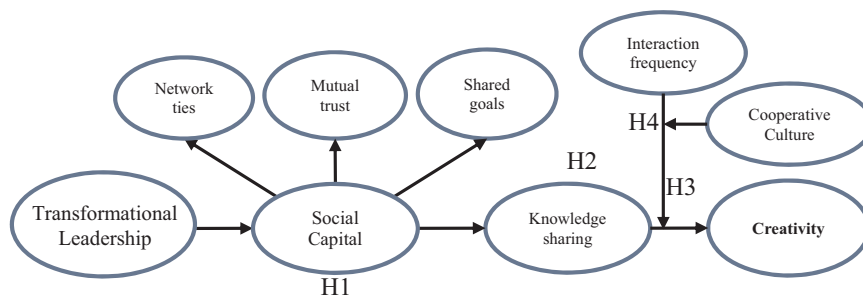 Interaction
frequency
Network
ties
Mutual
trust
Shared
goals
H4
Cooperative
Culture
H2
H3
Transformational
Leadership
Social
Capital
Knowledge
sharing
Creativity
H1